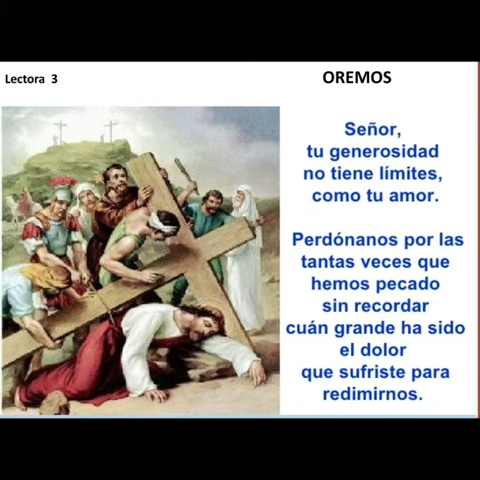 Lectora 3
OREMOS
Señor,
tu generosidad
no tiene límites,
como tu amor.
Perdónanos por las
tantas veces que
hemos pecado
sin recordar
cuán grande ha sido
el dolor
que sufriste para
redimirnos.